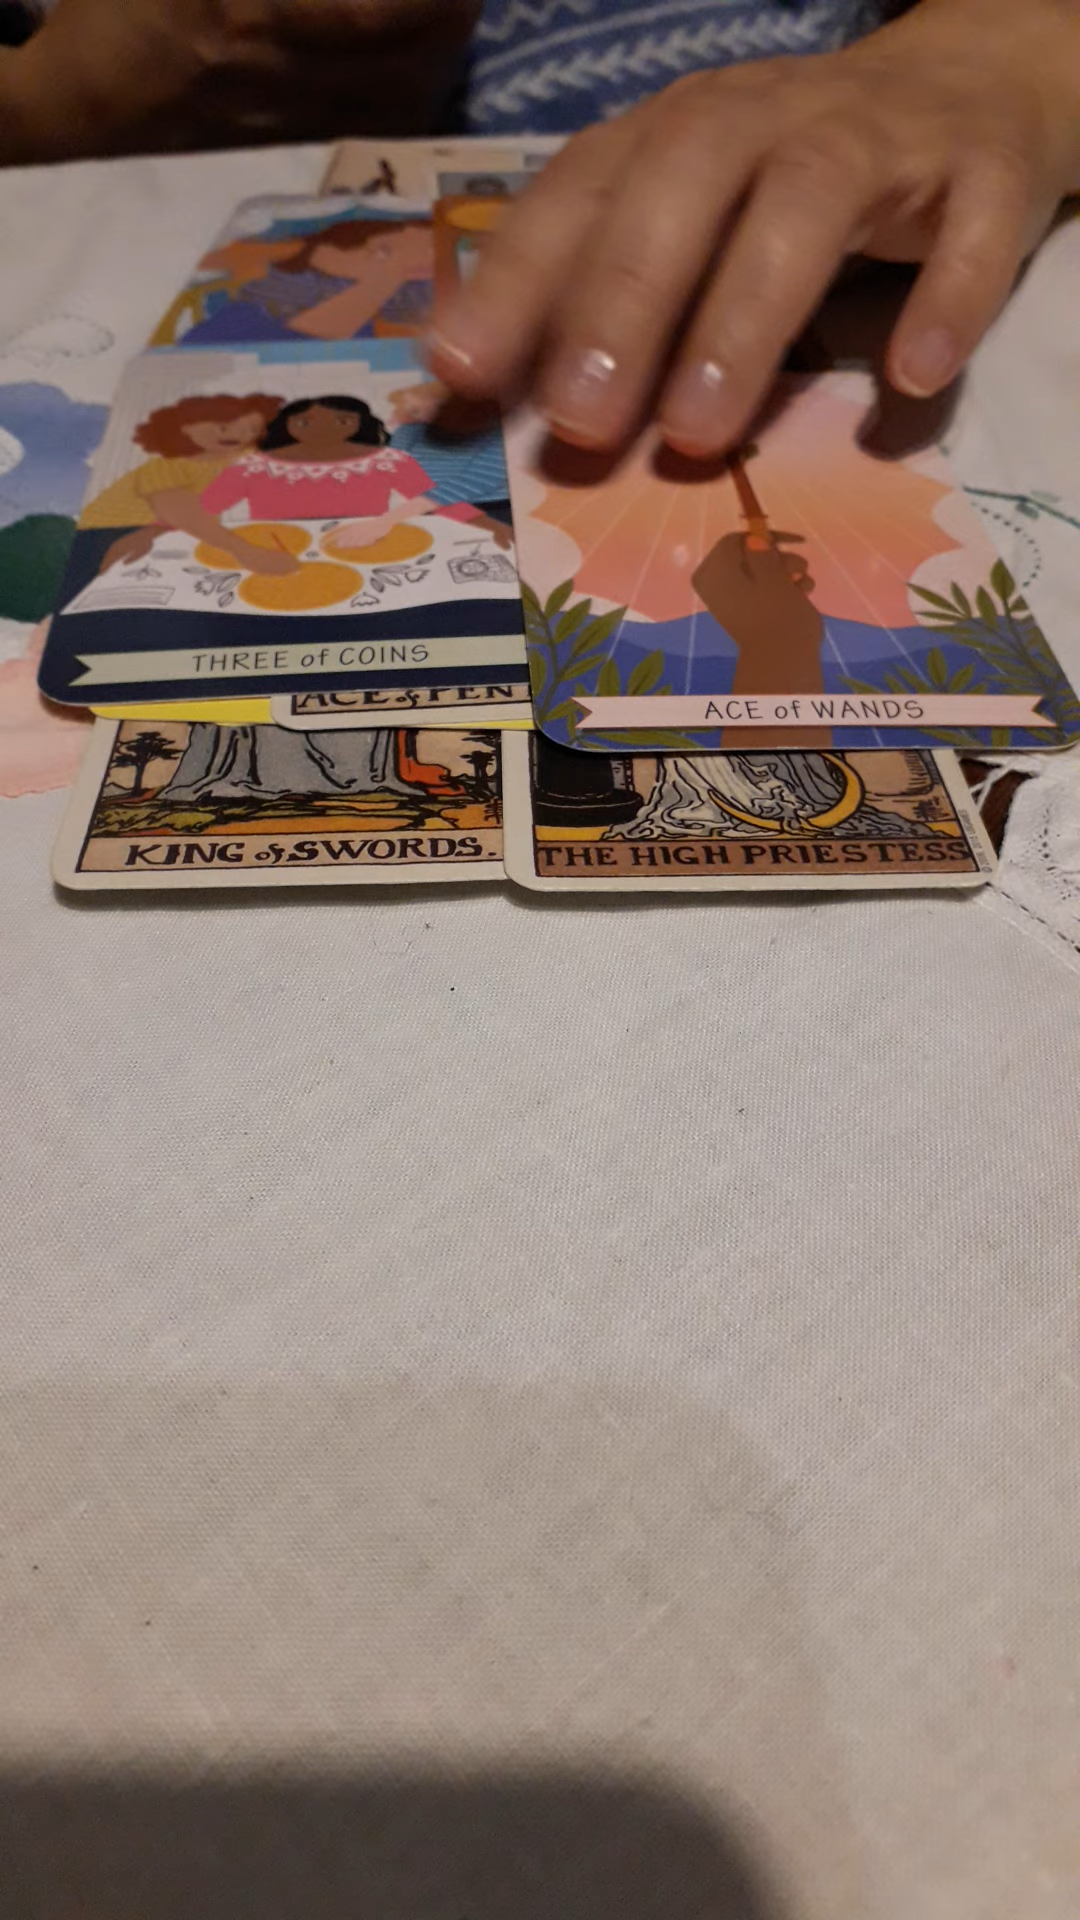 THREE of COINS
ACE of PEN
ACE of WANDS
KING of SWORDS.
THE HIGH PRIESTESS